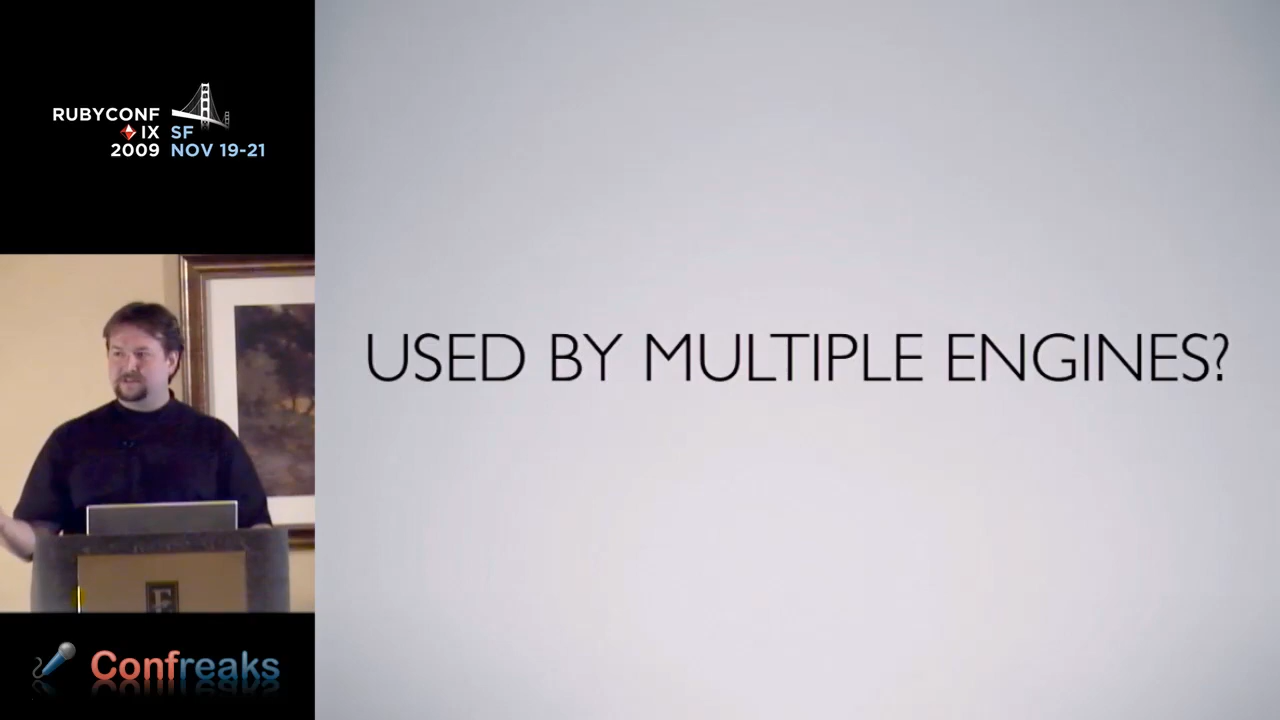 RUBYCONF
IX SF
2009 NOV 19-21
USED BY MULTIPLE ENGINES?
F
Confreaks